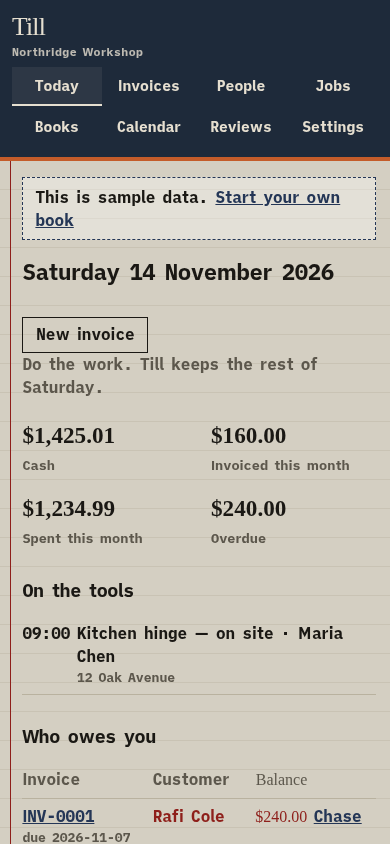 Till
Northridge Workshop
Today Invoices People Jobs
Books Calendar Reviews Settings
This is sample data. Start your own
book
Saturday 14 November 2026
New invoice
Do the work. Till keeps the rest of
Saturday.
$1,425.01 $160.00
Cash Invoiced this month
$1,234.99 $240.00
Spent this month Overdue
On the tools
09:00 Kitchen hinge — on site · Maria
Chen
12 Oak Avenue
Who owes you
Invoice Customer Balance
INV-0001 Rafi Cole $240.00 Chase
due 2026-11-07